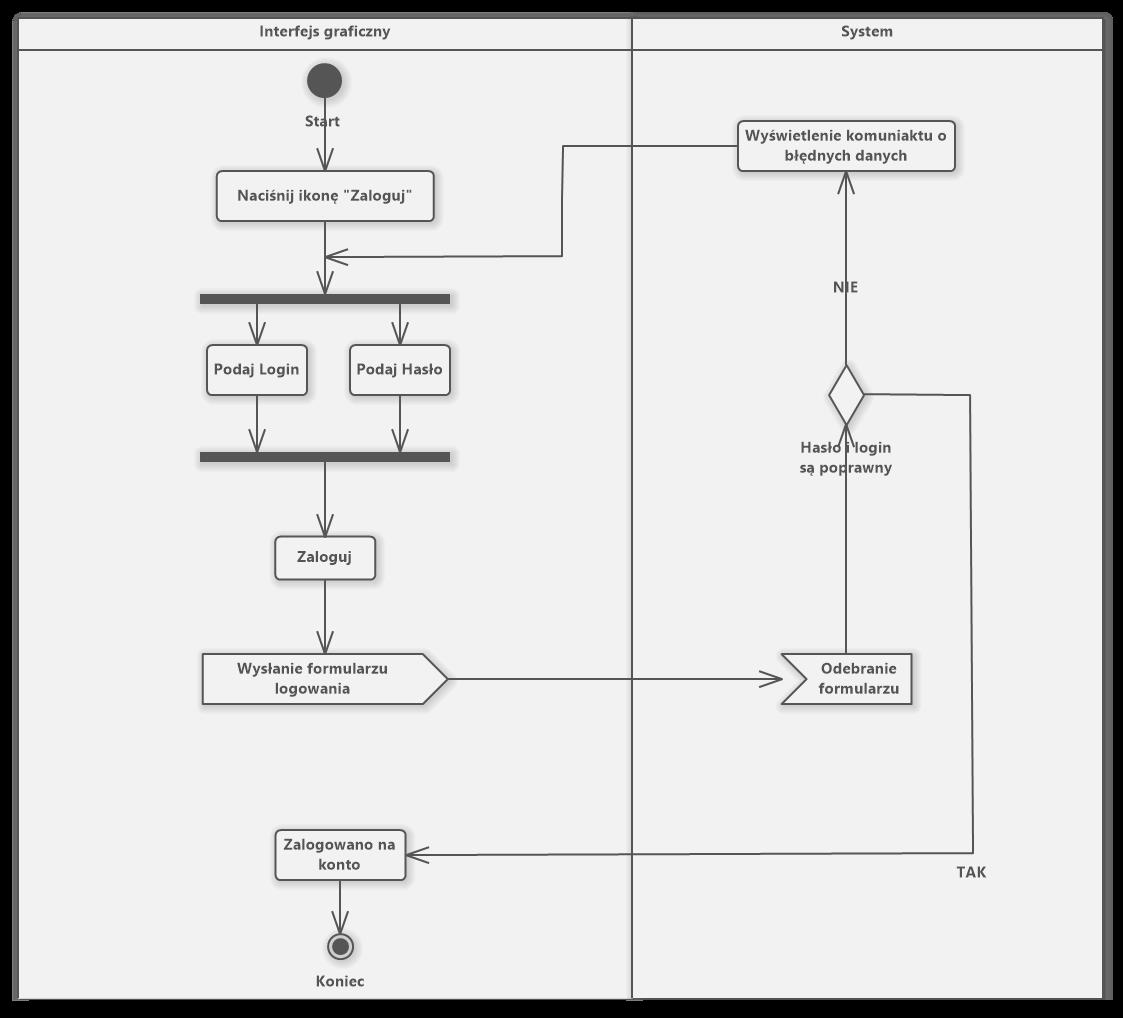 Interfejs graficzny
System
Start
Wyświetlenie komuniaktu o
błędnych danych
Naciśnij ikonę "Zaloguj"
NIE
Podaj Login
Podaj Hasło
Hasło i login
są poprawny
Zaloguj
Wysłanie formularzu
logowania
Odebranie
formularzu
Zalogowano na
konto
TAK
Koniec